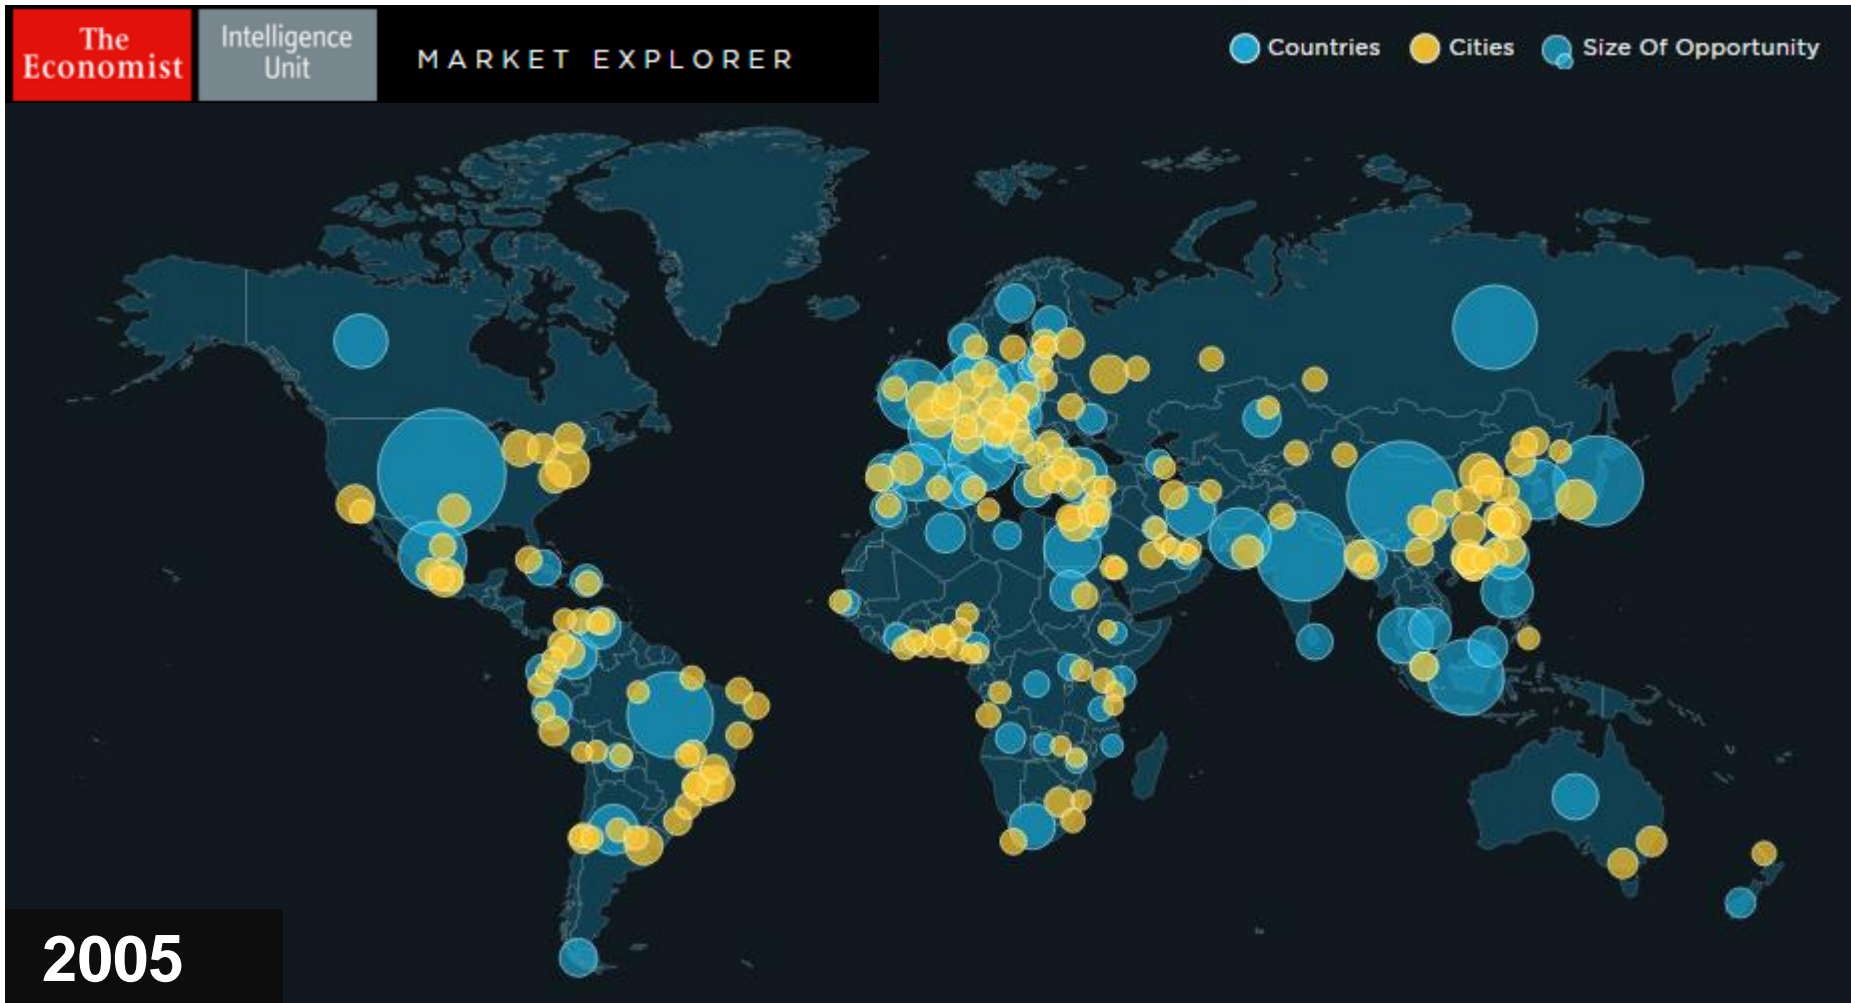 The
Economist
Intelligence
Unit
MARKET EXPLORER
Countries
Cities
Size Of Opportunity
2005